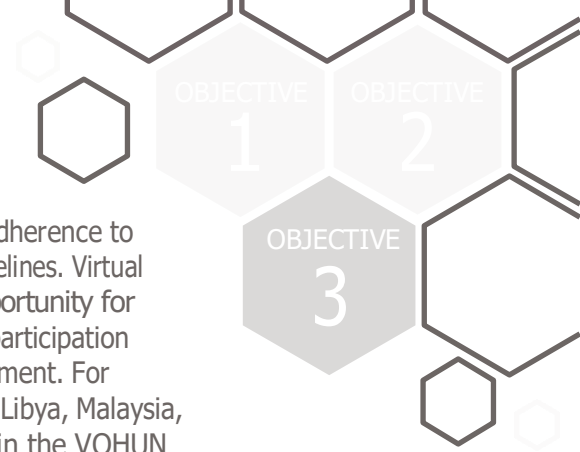 OBJECTIVE
1
OBJECTIVE
2
OBJECTIVE
3
dherence to
elines. Virtual
portunity for
participation
ment. For
Libya, Malaysia,
in the VOHUN